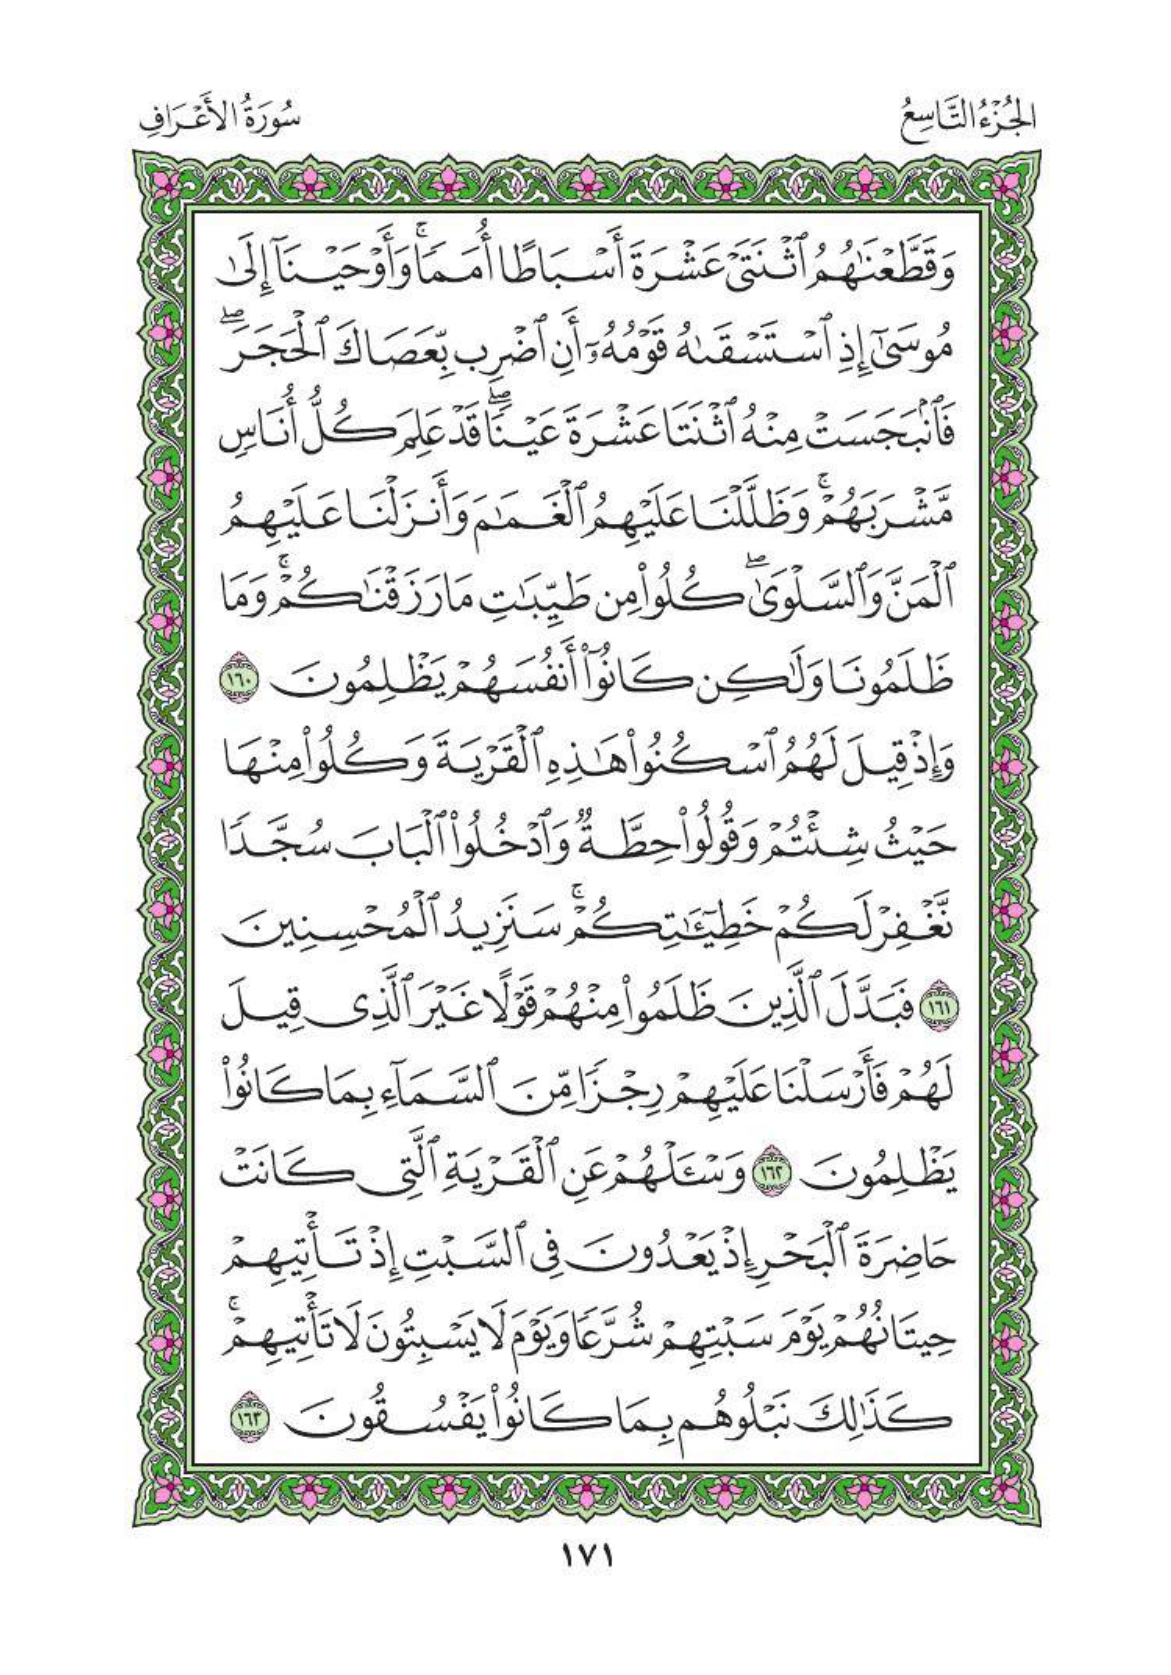 الجُزْءُ التَّاسِعُ
سُورَةُ الأَعْرَافِ
وَقَطَّعْنَٰهُمُ ٱثْنَتَىْ عَشْرَةَ أَسْبَاطًا أُمَمًاۚ وَأَوْحَيْنَآ إِلَىٰ
مُوسَىٰٓ إِذِ ٱسْتَسْقَىٰهُ قَوْمُهُۥٓ أَنِ ٱضْرِب بِّعَصَاكَ ٱلْحَجَرَۖ
فَٱنۢبَجَسَتْ مِنْهُ ٱثْنَتَا عَشْرَةَ عَيْنًاۖ قَدْ عَلِمَ كُلُّ أُنَاسٍ
مَّشْرَبَهُمْۚ وَظَلَّلْنَا عَلَيْهِمُ ٱلْغَمَٰمَ وَأَنزَلْنَا عَلَيْهِمُ
ٱلْمَنَّ وَٱلسَّلْوَىٰۖ كُلُوا۟ مِن طَيِّبَٰتِ مَا رَزَقْنَٰكُمْۚ وَمَا
ظَلَمُونَا وَلَٰكِن كَانُوٓا۟ أَنفُسَهُمْ يَظْلِمُونَ ١٦٠
وَإِذْ قِيلَ لَهُمُ ٱسْكُنُوا۟ هَٰذِهِ ٱلْقَرْيَةَ وَكُلُوا۟ مِنْهَا
حَيْثُ شِئْتُمْ وَقُولُوا۟ حِطَّةٌ وَٱدْخُلُوا۟ ٱلْبَابَ سُجَّدًا
نَّغْفِرْ لَكُمْ خَطِيٓـَٰٔتِكُمْۚ سَنَزِيدُ ٱلْمُحْسِنِينَ
١٦١ فَبَدَّلَ ٱلَّذِينَ ظَلَمُوا۟ مِنْهُمْ قَوْلًا غَيْرَ ٱلَّذِى قِيلَ
لَهُمْ فَأَرْسَلْنَا عَلَيْهِمْ رِجْزًا مِّنَ ٱلسَّمَآءِ بِمَا كَانُوا۟
يَظْلِمُونَ ١٦٢ وَسْـَٔلْهُمْ عَنِ ٱلْقَرْيَةِ ٱلَّتِى كَانَتْ
حَاضِرَةَ ٱلْبَحْرِ إِذْ يَعْدُونَ فِى ٱلسَّبْتِ إِذْ تَأْتِيهِمْ
حِيتَانُهُمْ يَوْمَ سَبْتِهِمْ شُرَّعًا وَيَوْمَ لَا يَسْبِتُونَ لَا تَأْتِيهِمْۚ
كَذَٰلِكَ نَبْلُوهُم بِمَا كَانُوا۟ يَفْسُقُونَ ١٦٣
١٧١